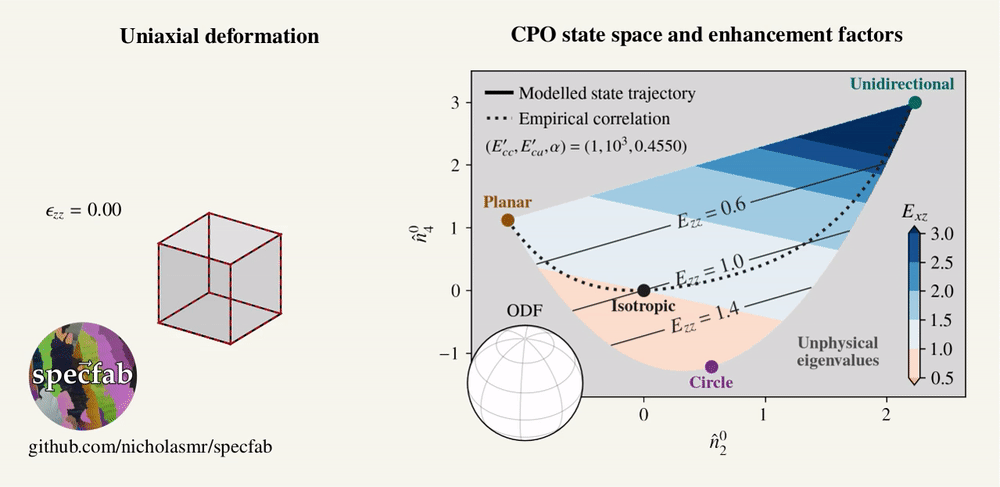 Uniaxial deformation
ϵzz = 0.00
specfab
github.com/nicholasmr/specfab
CPO state space and enhancement factors
Modelled state trajectory
Empirical correlation
(E′cc, E′ca, α) = (1, 10³, 0.4550)
Unidirectional
Planar
Isotropic
Circle
Ezz = 0.6
Ezz = 1.0
Ezz = 1.4
ODF
Unphysical
eigenvalues
Exz
3.0
2.5
2.0
1.5
1.0
0.5
n̂⁰₄
3
2
1
0
−1
0
1
2
n̂⁰₂